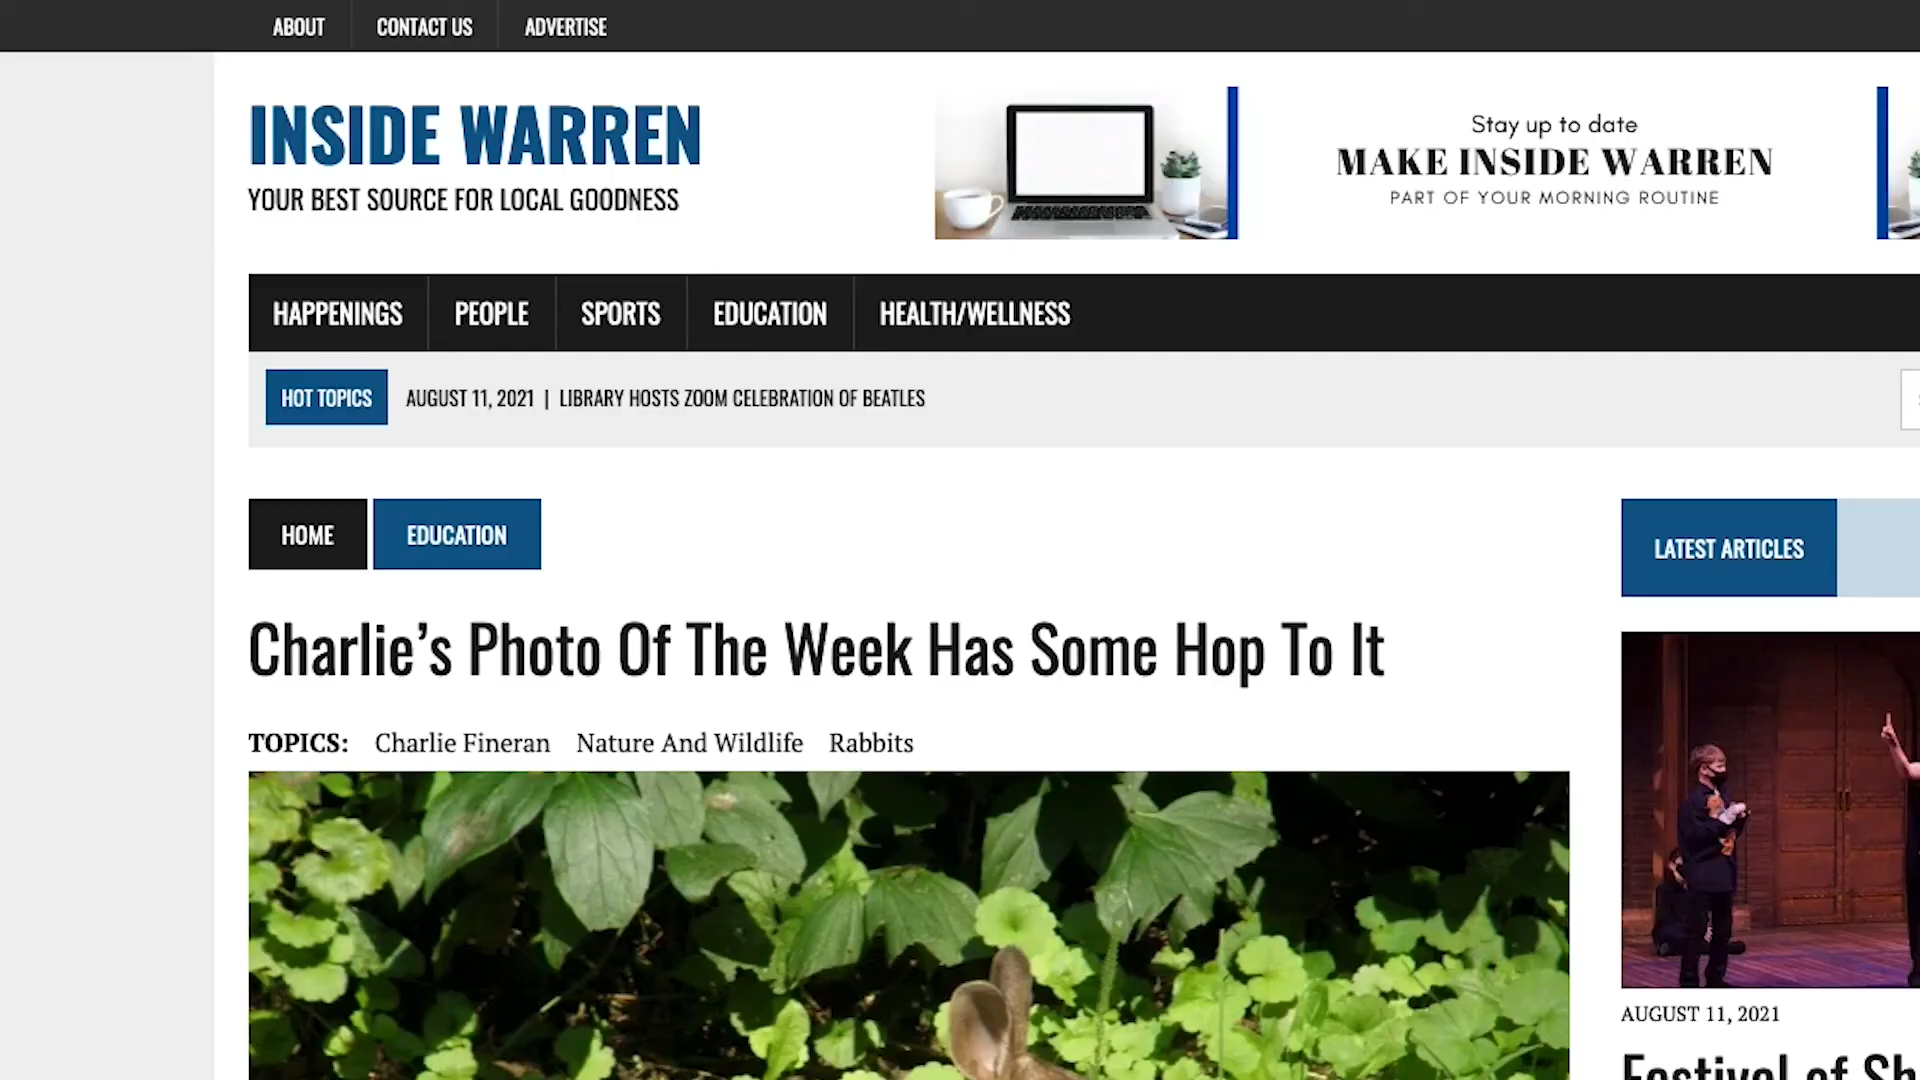 ABOUT
CONTACT US
ADVERTISE
INSIDE WARREN
YOUR BEST SOURCE FOR LOCAL GOODNESS
Stay up to date
MAKE INSIDE WARREN
PART OF YOUR MORNING ROUTINE
HAPPENINGS
PEOPLE
SPORTS
EDUCATION
HEALTH/WELLNESS
HOT TOPICS
AUGUST 11, 2021 | LIBRARY HOSTS ZOOM CELEBRATION OF BEATLES
HOME
EDUCATION
LATEST ARTICLES
Charlie’s Photo Of The Week Has Some Hop To It
TOPICS: Charlie Fineran Nature And Wildlife Rabbits
AUGUST 11, 2021
Festival of